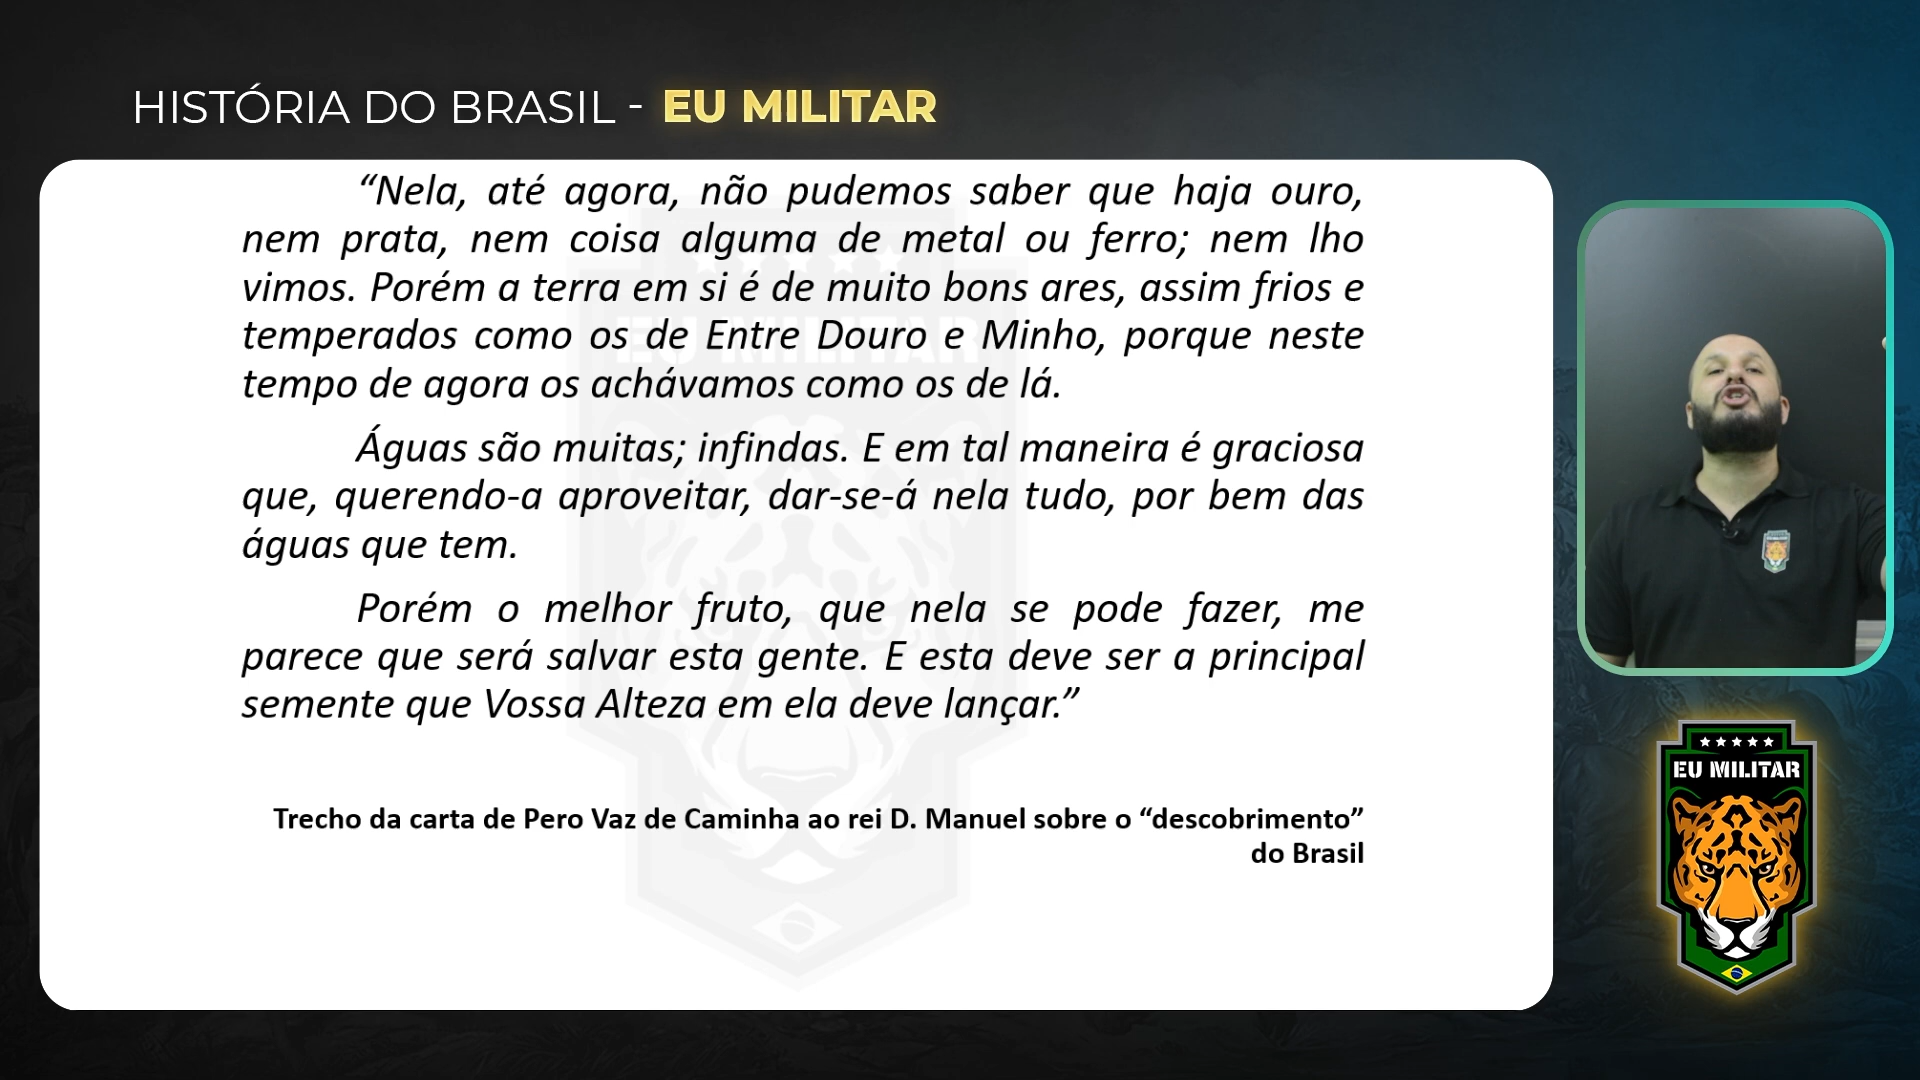 HISTÓRIA DO BRASIL - EU MILITAR
“Nela, até agora, não pudemos saber que haja ouro,
nem prata, nem coisa alguma de metal ou ferro; nem lho
vimos. Porém a terra em si é de muito bons ares, assim frios e
temperados como os de Entre Douro e Minho, porque neste
tempo de agora os achávamos como os de lá.
Águas são muitas; infindas. E em tal maneira é graciosa
que, querendo-a aproveitar, dar-se-á nela tudo, por bem das
águas que tem.
Porém o melhor fruto, que nela se pode fazer, me
parece que será salvar esta gente. E esta deve ser a principal
semente que Vossa Alteza em ela deve lançar.”
Trecho da carta de Pero Vaz de Caminha ao rei D. Manuel sobre o “descobrimento”
do Brasil
EU MILITAR
EU MILITAR